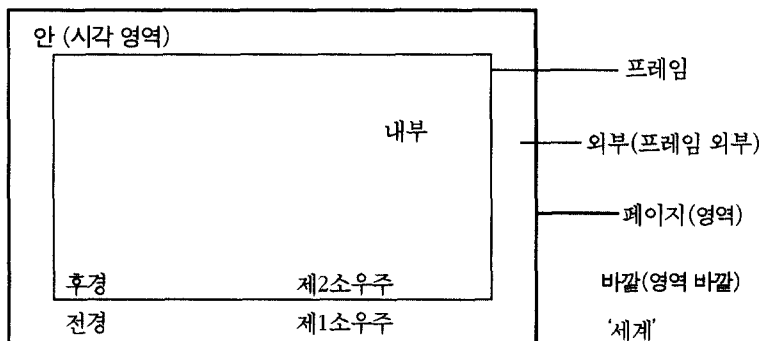 안 (시각 영역)
프레임
내부
외부(프레임 외부)
페이지(영역)
후경 제2소우주 바깥(영역 바깥)
전경 제1소우주 '세계'